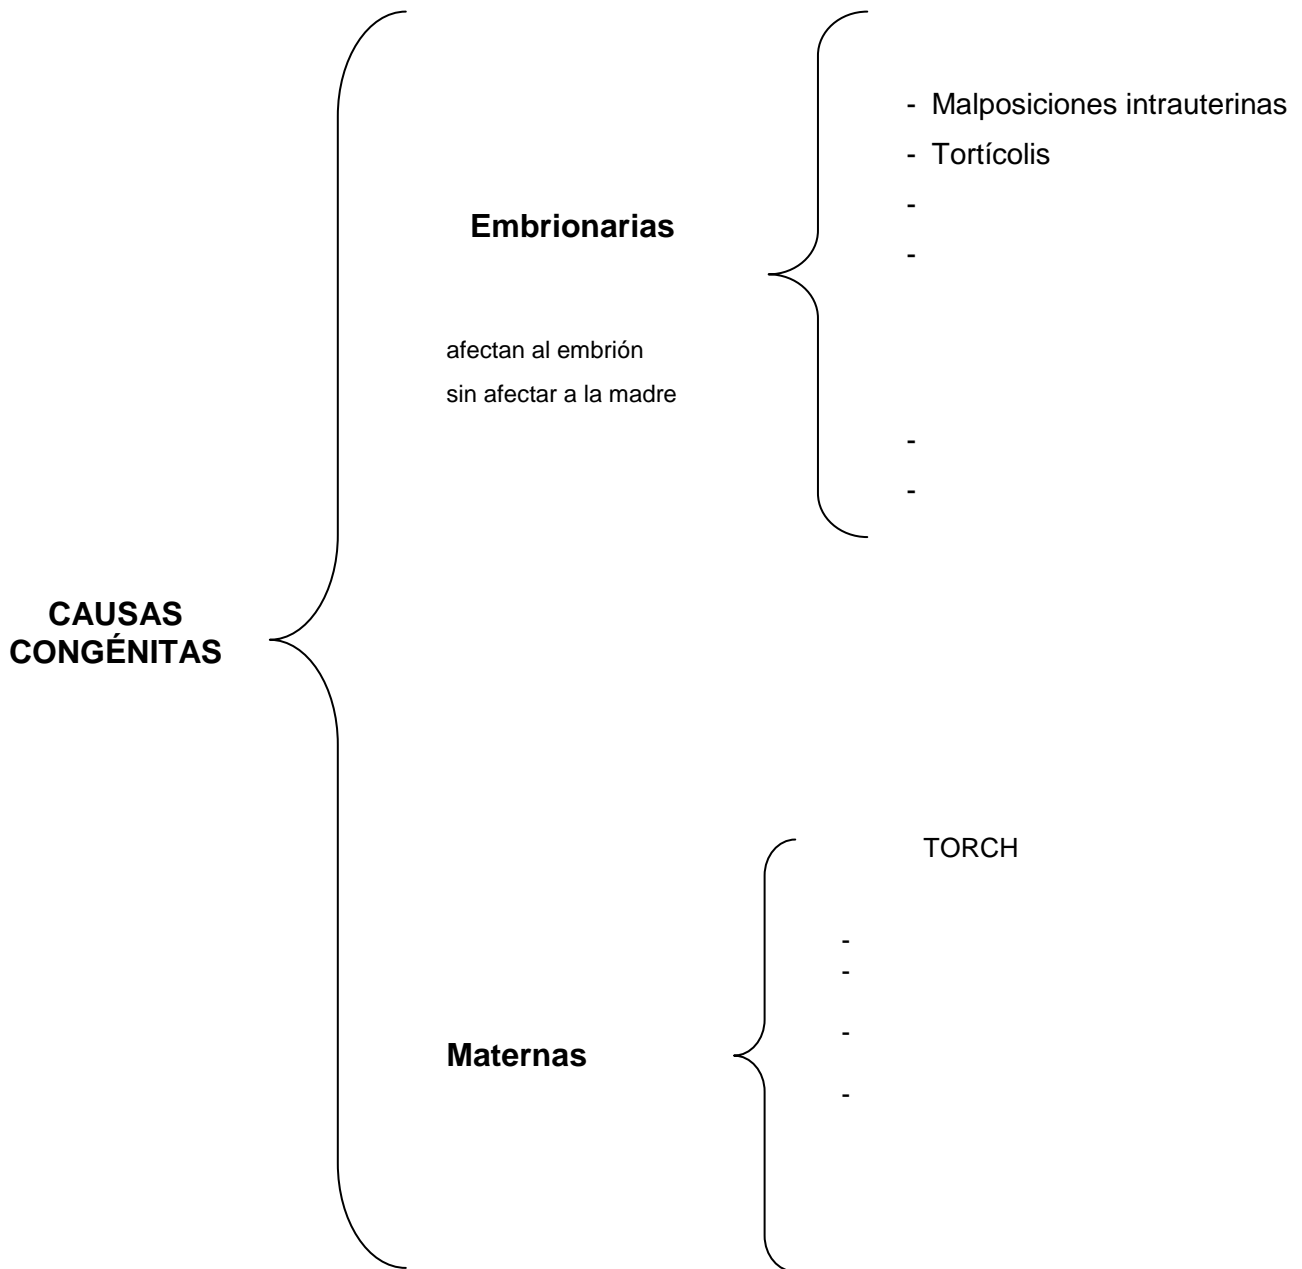 - Malposiciones intrauterinas
- Tortícolis
-
-
Embrionarias
afectan al embrión
sin afectar a la madre
-
-
CAUSAS
CONGÉNITAS
TORCH
-
-
-
Maternas
-